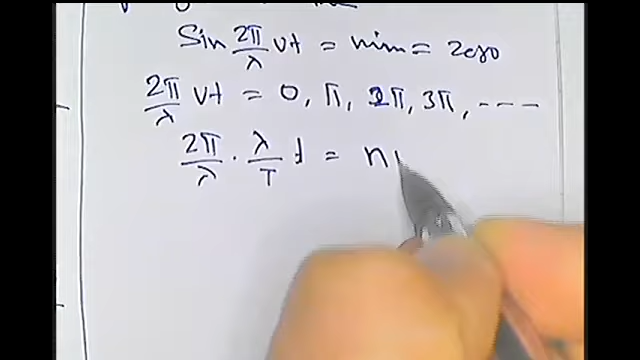 Sin 2π/λ vt = min = Zero
2π/λ vt = 0, π, 2π, 3π, ----
2π/λ · λ/T t = n